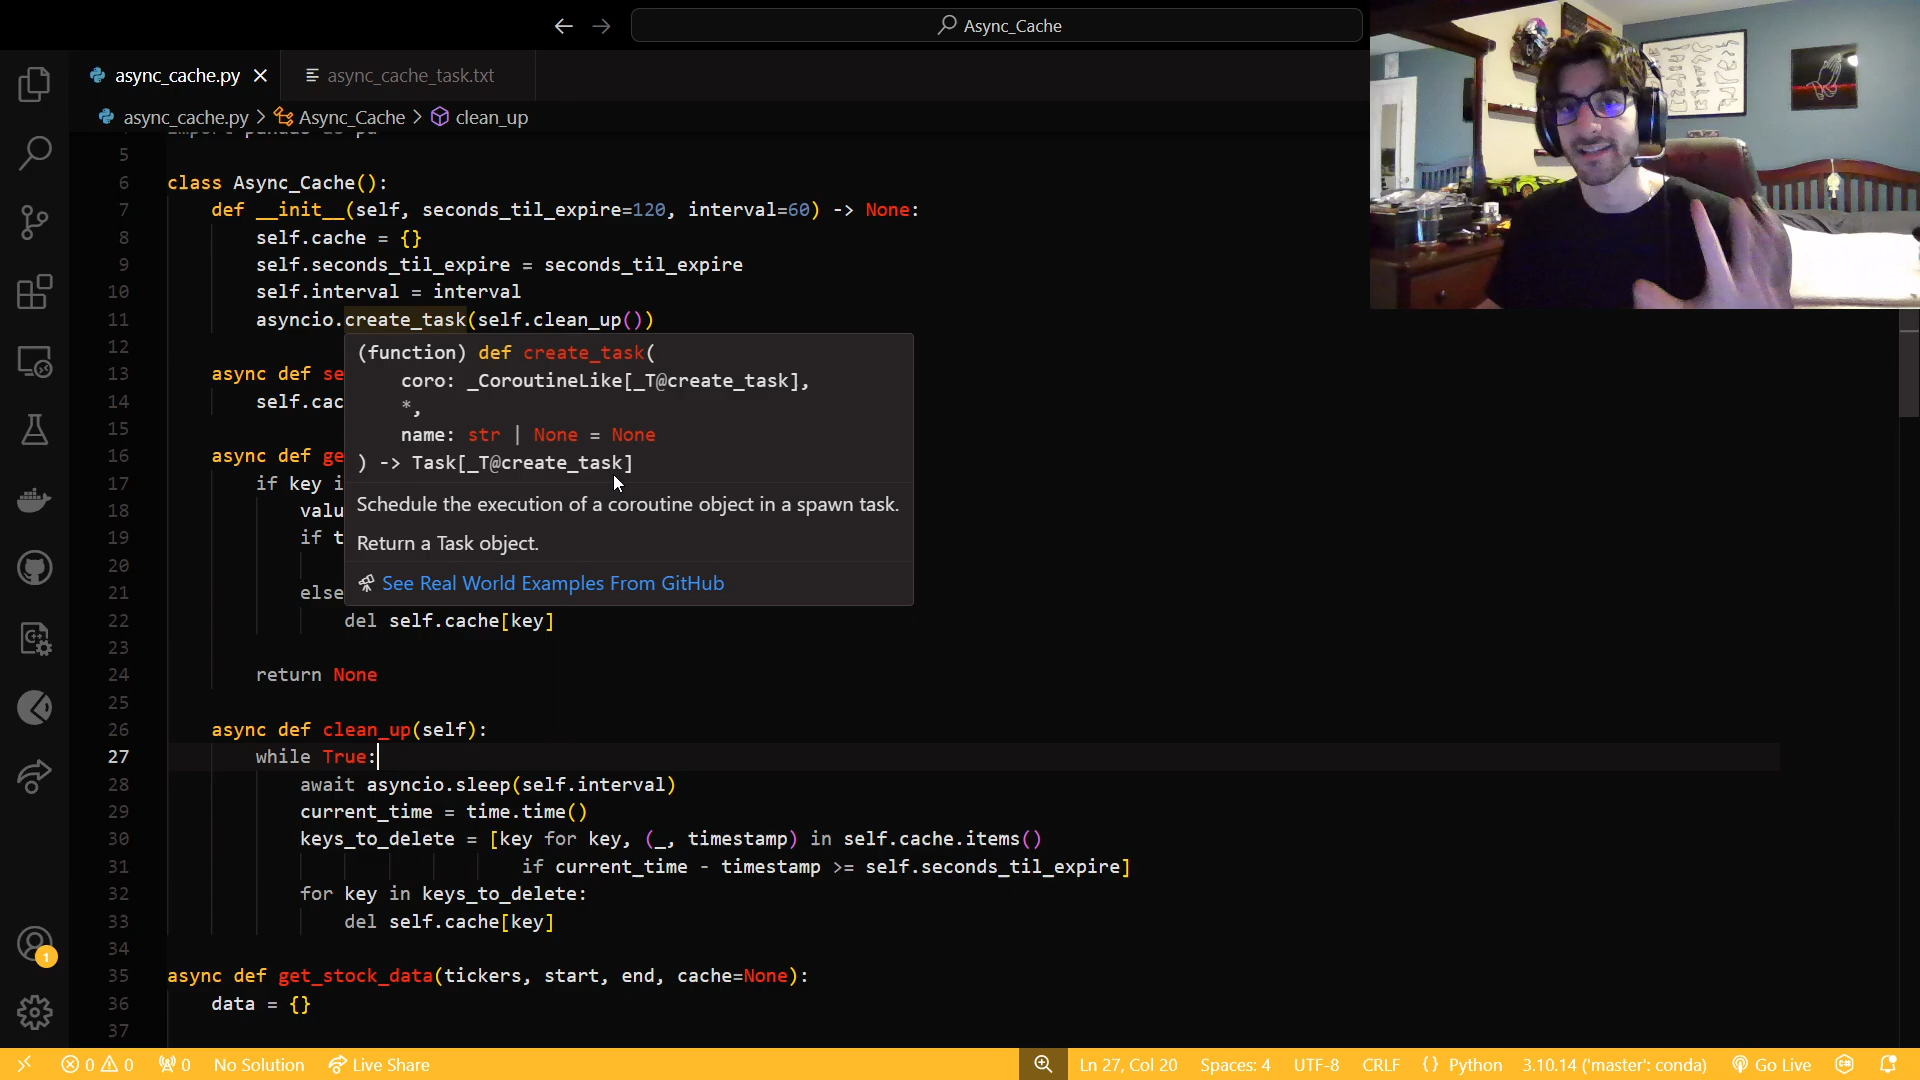 Async_Cache
async_cache.py
async_cache_task.txt
async_cache.py > Async_Cache > clean_up
5
6 class Async_Cache():
7 def __init__(self, seconds_til_expire=120, interval=60) -> None:
8 self.cache = {}
9 self.seconds_til_expire = seconds_til_expire
10 self.interval = interval
11 asyncio.create_task(self.clean_up())
12
(function) def create_task(
13 async def se
coro: _CoroutineLike[_T@create_task],
14 self.cac
*,
15
name: str | None = None
16 async def ge
) -> Task[_T@create_task]
17 if key i
18 valu
Schedule the execution of a coroutine object in a spawn task.
19 if t
Return a Task object.
20
21 else
See Real World Examples From GitHub
22 del self.cache[key]
23
24 return None
25
26 async def clean_up(self):
27 while True:
28 await asyncio.sleep(self.interval)
29 current_time = time.time()
30 keys_to_delete = [key for key, (_, timestamp) in self.cache.items()
31 if current_time - timestamp >= self.seconds_til_expire]
32 for key in keys_to_delete:
33 del self.cache[key]
34
35 async def get_stock_data(tickers, start, end, cache=None):
36 data = {}
37
1
0 0 0 No Solution Live Share Ln 27, Col 20 Spaces: 4 UTF-8 CRLF {} Python 3.10.14 ('master': conda) Go Live